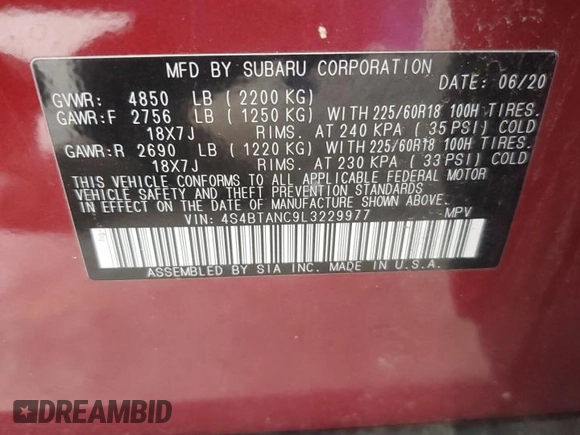 MFD BY SUBARU CORPORATION
DATE: 06/20
GVWR: 4850 LB (2200 KG)
GAWR:F 2756 LB (1250 KG) WITH 225/60R18 100H TIRES.
18X7J RIMS. AT 240 KPA (35 PSI) COLD
GAWR:R 2690 LB (1220 KG) WITH 225/60R18 100H TIRES.
18X7J RIMS. AT 230 KPA (33 PSI) COLD
THIS VEHICLE CONFORMS TO ALL APPLICABLE FEDERAL MOTOR
VEHICLE SAFETY AND THEFT PREVENTION STANDARDS
IN EFFECT ON THE DATE OF MANUFACTURE SHOWN ABOVE.
VIN: 4S4BTANC9L3229977 MPV
ASSEMBLED BY SIA INC. MADE IN U.S.A.
DREAMBID